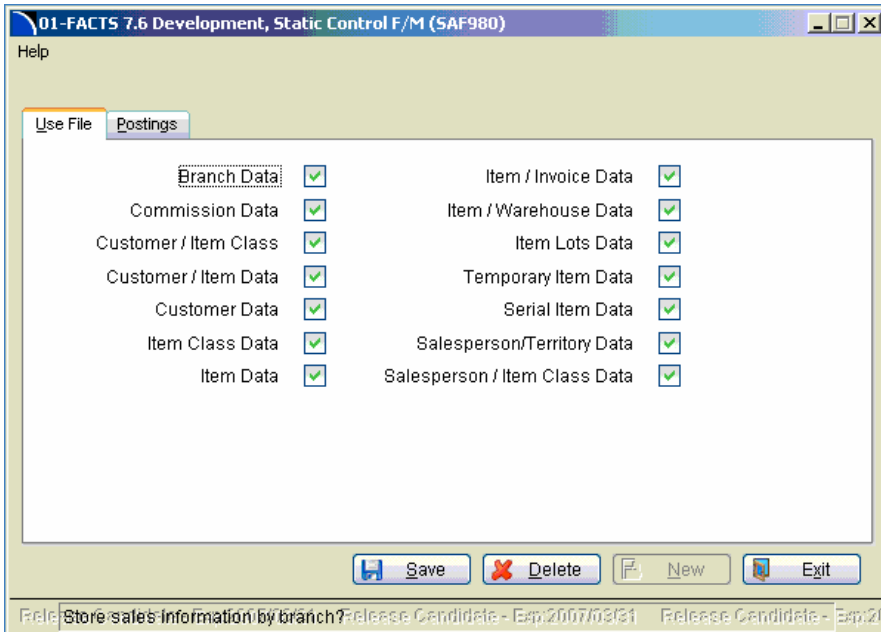 01-FACTS 7.6 Development, Static Control F/M (SAF980)
Help
Use File Postings
Branch Data
Commission Data
Customer / Item Class
Customer / Item Data
Customer Data
Item Class Data
Item Data
Item / Invoice Data
Item / Warehouse Data
Item Lots Data
Temporary Item Data
Serial Item Data
Salesperson/Territory Data
Salesperson / Item Class Data
Save Delete New Exit
Store sales information by branch? Release Candidate - Exp:2007/03/31 Release Candidate -